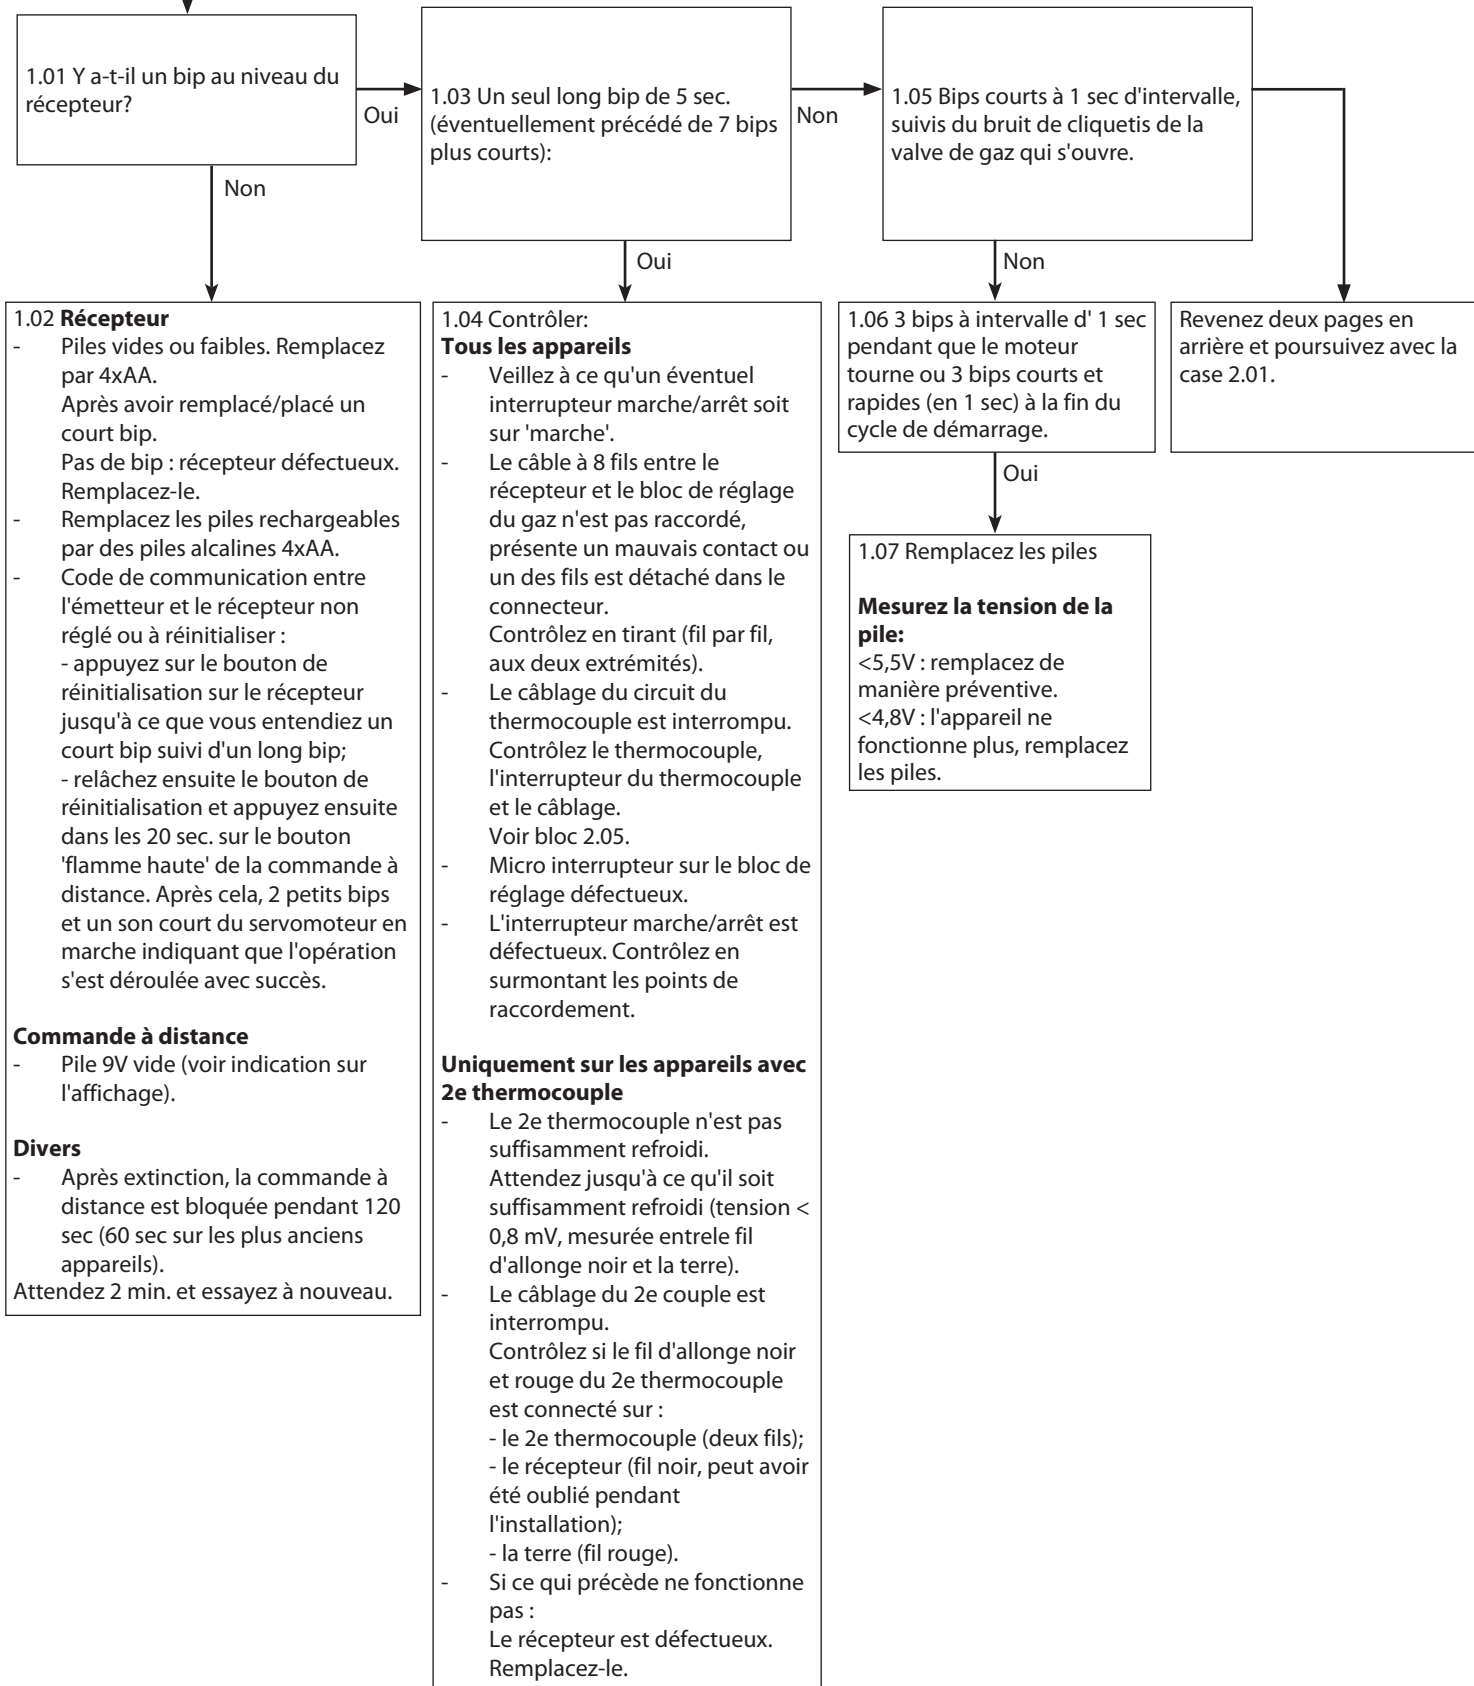 1.01 Y a-t-il un bip au niveau du
récepteur?
Oui
Non
1.03 Un seul long bip de 5 sec.
(éventuellement précédé de 7 bips
plus courts):
Non
Oui
1.05 Bips courts à 1 sec d'intervalle,
suivis du bruit de cliquetis de la
valve de gaz qui s'ouvre.
Non
1.02 Récepteur
- Piles vides ou faibles. Remplacez
par 4xAA.
Après avoir remplacé/placé un
court bip.
Pas de bip : récepteur défectueux.
Remplacez-le.
- Remplacez les piles rechargeables
par des piles alcalines 4xAA.
- Code de communication entre
l'émetteur et le récepteur non
réglé ou à réinitialiser :
- appuyez sur le bouton de
réinitialisation sur le récepteur
jusqu'à ce que vous entendiez un
court bip suivi d'un long bip;
- relâchez ensuite le bouton de
réinitialisation et appuyez ensuite
dans les 20 sec. sur le bouton
'flamme haute' de la commande à
distance. Après cela, 2 petits bips
et un son court du servomoteur en
marche indiquant que l'opération
s'est déroulée avec succès.
Commande à distance
- Pile 9V vide (voir indication sur
l'affichage).
Divers
- Après extinction, la commande à
distance est bloquée pendant 120
sec (60 sec sur les plus anciens
appareils).
Attendez 2 min. et essayez à nouveau.
1.04 Contrôler:
Tous les appareils
- Veillez à ce qu'un éventuel
interrupteur marche/arrêt soit
sur 'marche'.
- Le câble à 8 fils entre le
récepteur et le bloc de réglage
du gaz n'est pas raccordé,
présente un mauvais contact ou
un des fils est détaché dans le
connecteur.
Contrôlez en tirant (fil par fil,
aux deux extrémités).
- Le câblage du circuit du
thermocouple est interrompu.
Contrôlez le thermocouple,
l'interrupteur du thermocouple
et le câblage.
Voir bloc 2.05.
- Micro interrupteur sur le bloc de
réglage défectueux.
- L'interrupteur marche/arrêt est
défectueux. Contrôlez en
surmontant les points de
raccordement.
Uniquement sur les appareils avec
2e thermocouple
- Le 2e thermocouple n'est pas
suffisamment refroidi.
Attendez jusqu'à ce qu'il soit
suffisamment refroidi (tension <
0,8 mV, mesurée entrele fil
d'allonge noir et la terre).
- Le câblage du 2e couple est
interrompu.
Contrôlez si le fil d'allonge noir
et rouge du 2e thermocouple
est connecté sur :
- le 2e thermocouple (deux fils);
- le récepteur (fil noir, peut avoir
été oublié pendant
l'installation);
- la terre (fil rouge).
- Si ce qui précède ne fonctionne
pas :
Le récepteur est défectueux.
Remplacez-le.
1.06 3 bips à intervalle d' 1 sec
pendant que le moteur
tourne ou 3 bips courts et
rapides (en 1 sec) à la fin du
cycle de démarrage.
Oui
1.07 Remplacez les piles
Mesurez la tension de la
pile:
<5,5V : remplacez de
manière préventive.
<4,8V : l'appareil ne
fonctionne plus, remplacez
les piles.
Revenez deux pages en
arrière et poursuivez avec la
case 2.01.